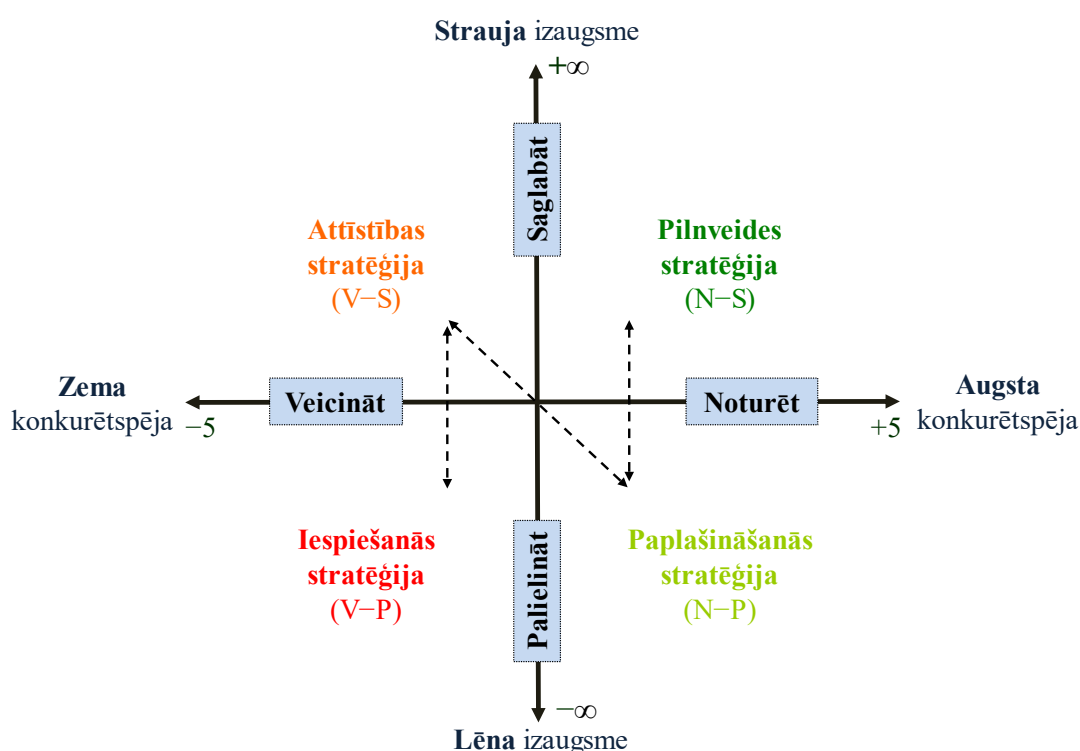 Strauja izaugsme
+∞
Saglabāt
Attīstības
stratēģija
(V−S)
Pilnveides
stratēģija
(N−S)
Zema
konkurētspēja
−5
Veicināt
Noturēt
+5
Augsta
konkurētspēja
Iespiešanās
stratēģija
(V−P)
Palielināt
Paplašināšanās
stratēģija
(N−P)
−∞
Lēna izaugsme